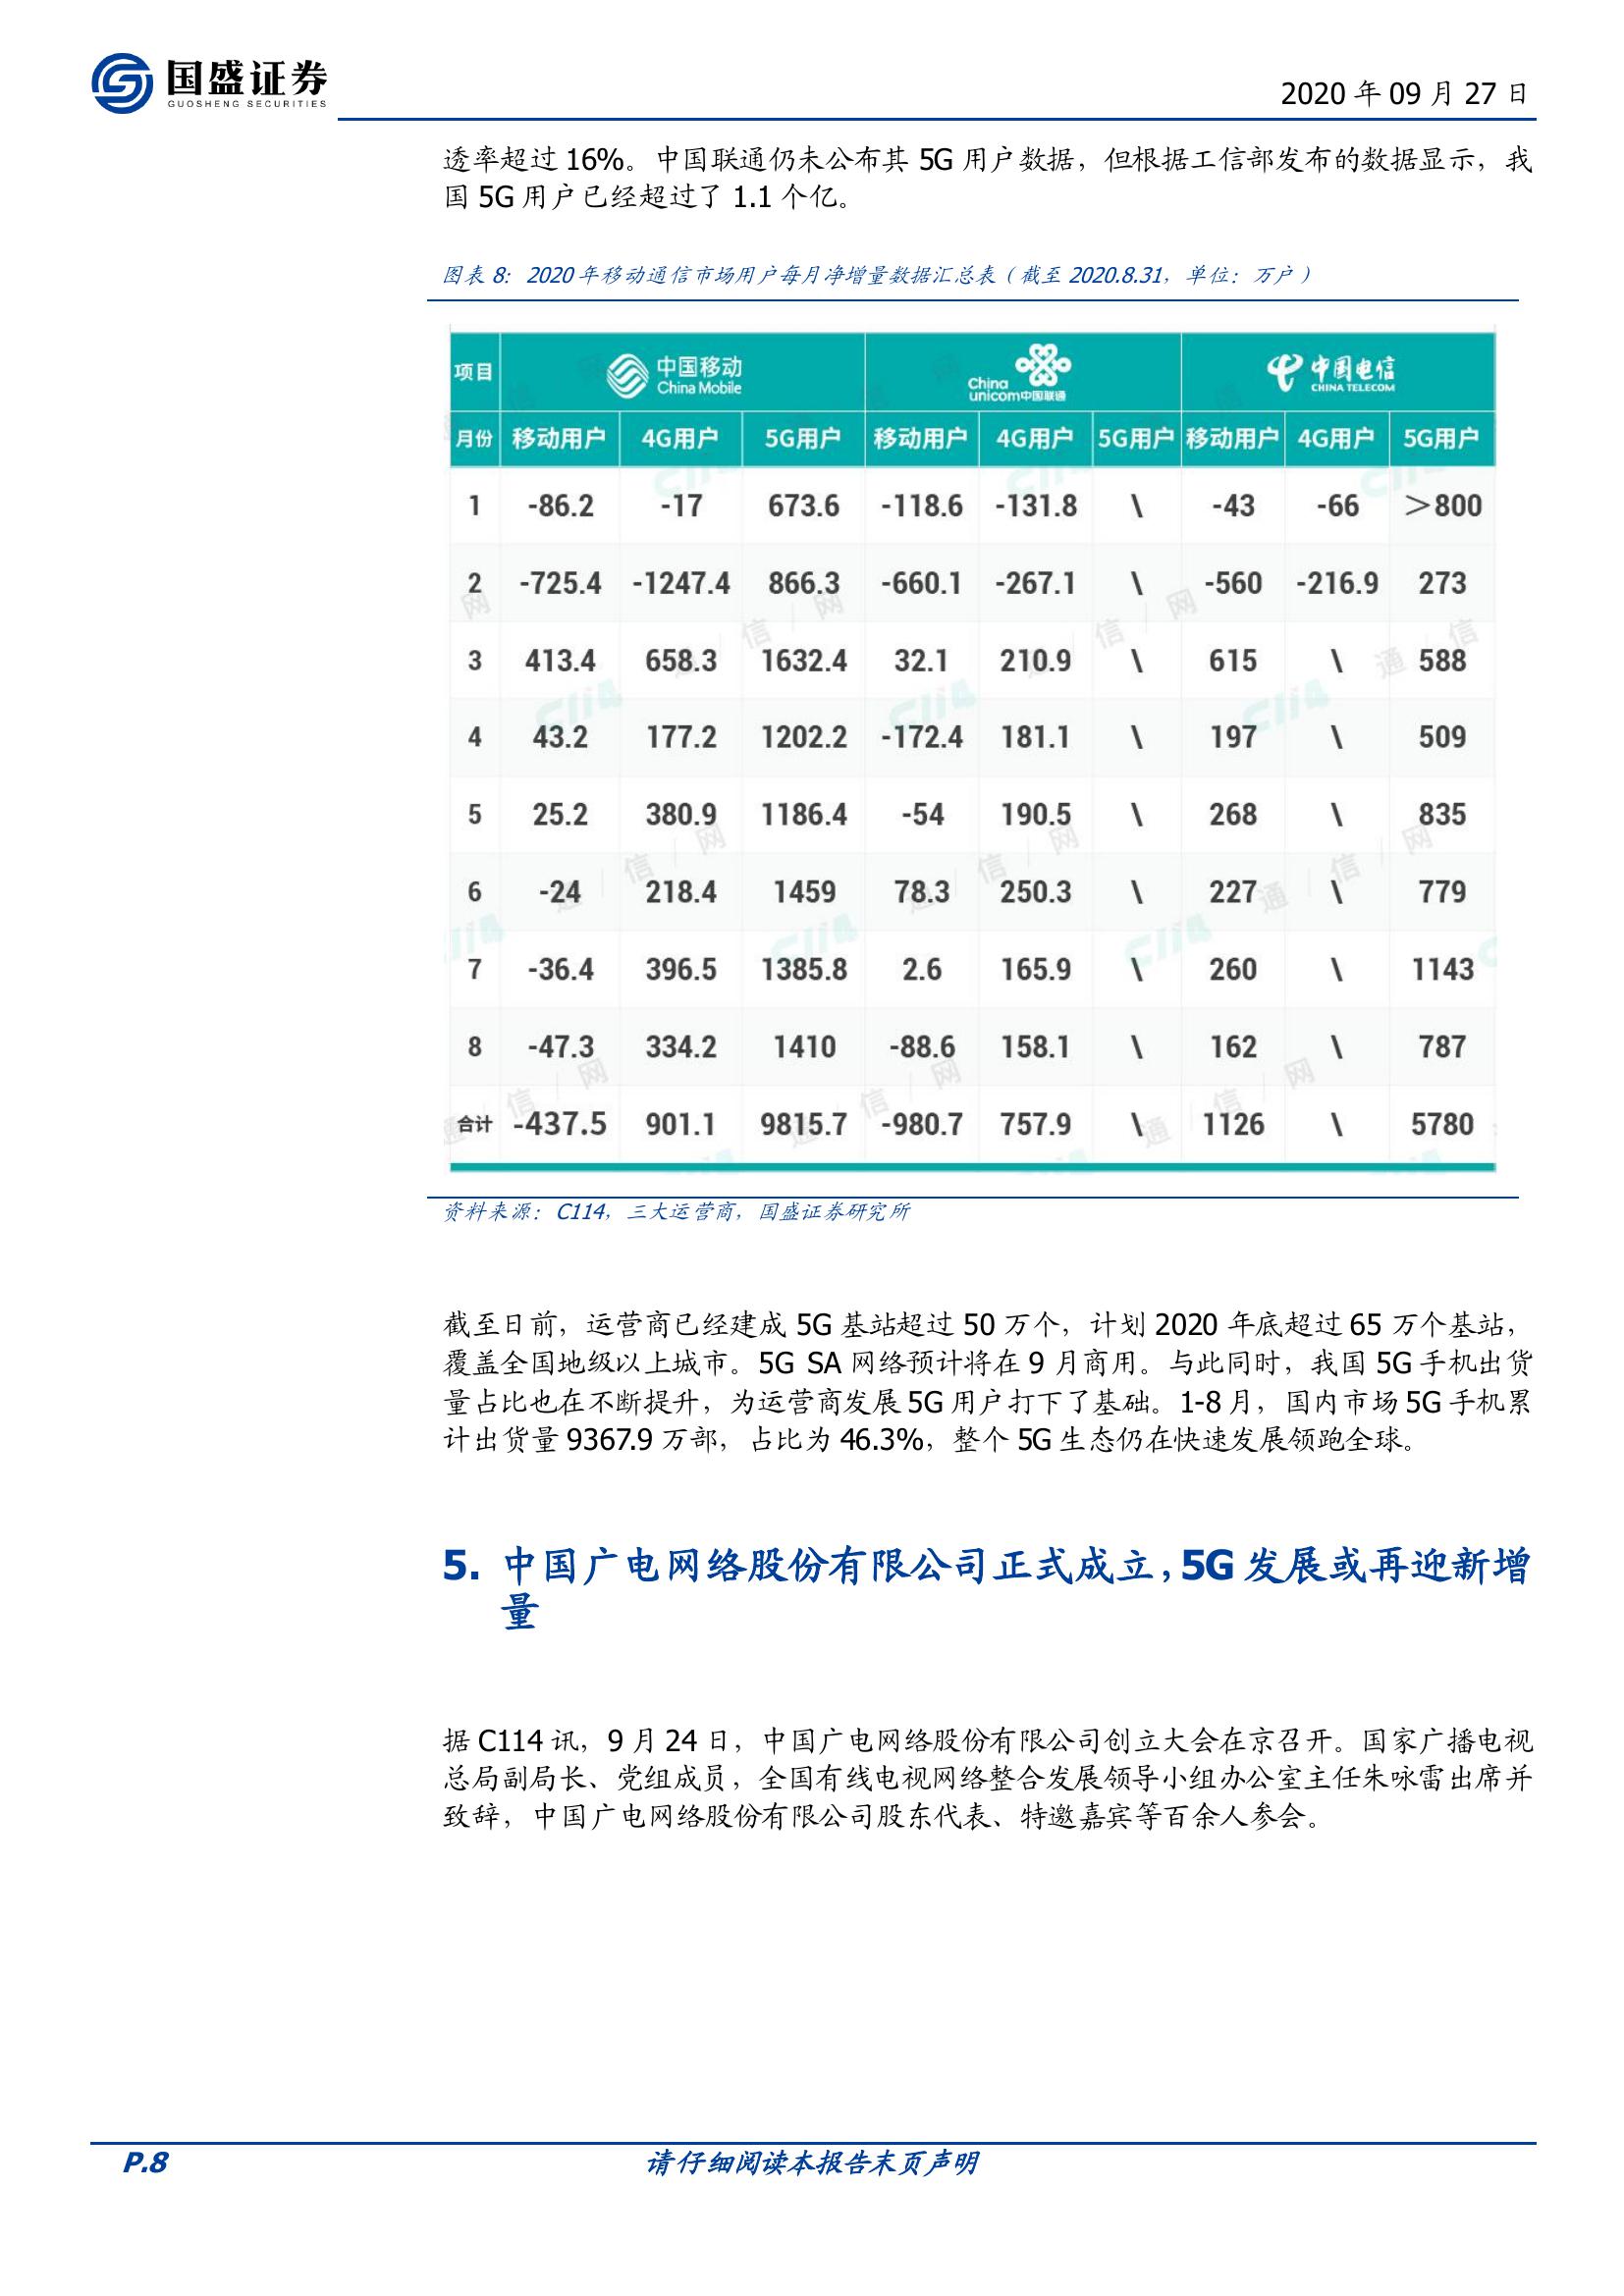 国盛证券
GUOSHENG SECURITIES
2020 年 09 月 27 日
透率超过 16%。中国联通仍未公布其 5G 用户数据，但根据工信部发布的数据显示，我
国 5G 用户已经超过了 1.1 个亿。
图表 8：2020 年移动通信市场用户每月净增量数据汇总表（截至 2020.8.31，单位：万户）
项目 中国移动 China Mobile China unicom中国联通 中国电信 CHINA TELECOM
月份 移动用户 4G用户 5G用户 移动用户 4G用户 5G用户 移动用户 4G用户 5G用户
1 -86.2 -17 673.6 -118.6 -131.8 \ -43 -66 ＞800
2 -725.4 -1247.4 866.3 -660.1 -267.1 \ -560 -216.9 273
3 413.4 658.3 1632.4 32.1 210.9 \ 615 \ 588
4 43.2 177.2 1202.2 -172.4 181.1 \ 197 \ 509
5 25.2 380.9 1186.4 -54 190.5 \ 268 \ 835
6 -24 218.4 1459 78.3 250.3 \ 227 \ 779
7 -36.4 396.5 1385.8 2.6 165.9 \ 260 \ 1143
8 -47.3 334.2 1410 -88.6 158.1 \ 162 \ 787
合计 -437.5 901.1 9815.7 -980.7 757.9 \ 1126 \ 5780
资料来源：C114，三大运营商，国盛证券研究所
截至日前，运营商已经建成 5G 基站超过 50 万个，计划 2020 年底超过 65 万个基站，
覆盖全国地级以上城市。5G SA 网络预计将在 9 月商用。与此同时，我国 5G 手机出货
量占比也在不断提升，为运营商发展 5G 用户打下了基础。1-8 月，国内市场 5G 手机累
计出货量 9367.9 万部，占比为 46.3%，整个 5G 生态仍在快速发展领跑全球。
5. 中国广电网络股份有限公司正式成立，5G 发展或再迎新增
量
据 C114 讯，9 月 24 日，中国广电网络股份有限公司创立大会在京召开。国家广播电视
总局副局长、党组成员，全国有线电视网络整合发展领导小组办公室主任朱咏雷出席并
致辞，中国广电网络股份有限公司股东代表、特邀嘉宾等百余人参会。
P.8
请仔细阅读本报告末页声明